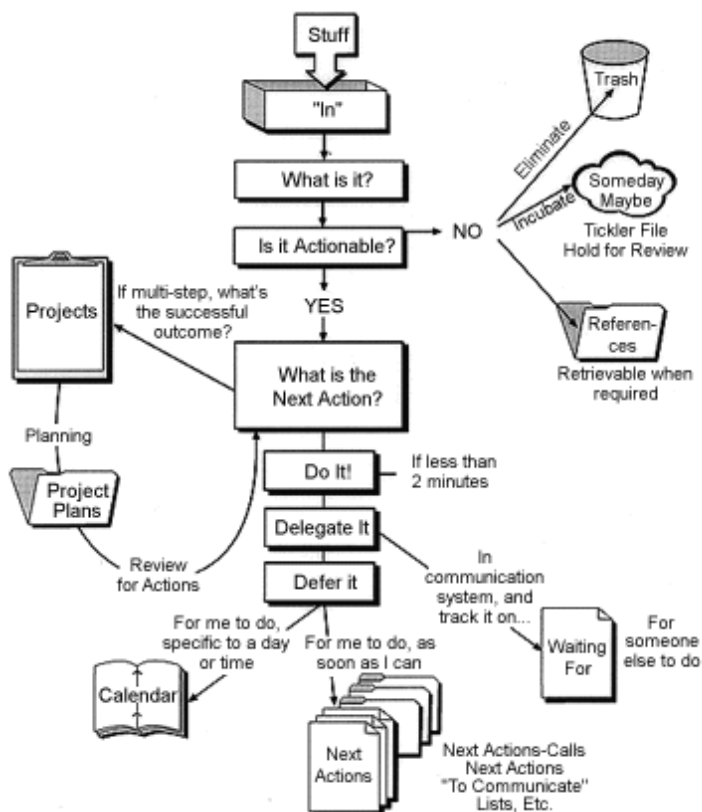 Stuff
"In"
What is it?
Is it Actionable?
NO
Eliminate
Trash
Incubate
Someday
Maybe
Tickler File
Hold for Review
Referen-
ces
Retrievable when
required
YES
If multi-step, what's
the successful
outcome?
Projects
Planning
Project
Plans
Review
for Actions
What is the
Next Action?
Do It!
If less than
2 minutes
Delegate It
In
communication
system, and
track it on...
Waiting
For
For
someone
else to do
Defer it
For me to do,
specific to a day
or time
Calendar
For me to do, as
soon as I can
Next
Actions
Next Actions-Calls
Next Actions
"To Communicate"
Lists, Etc.